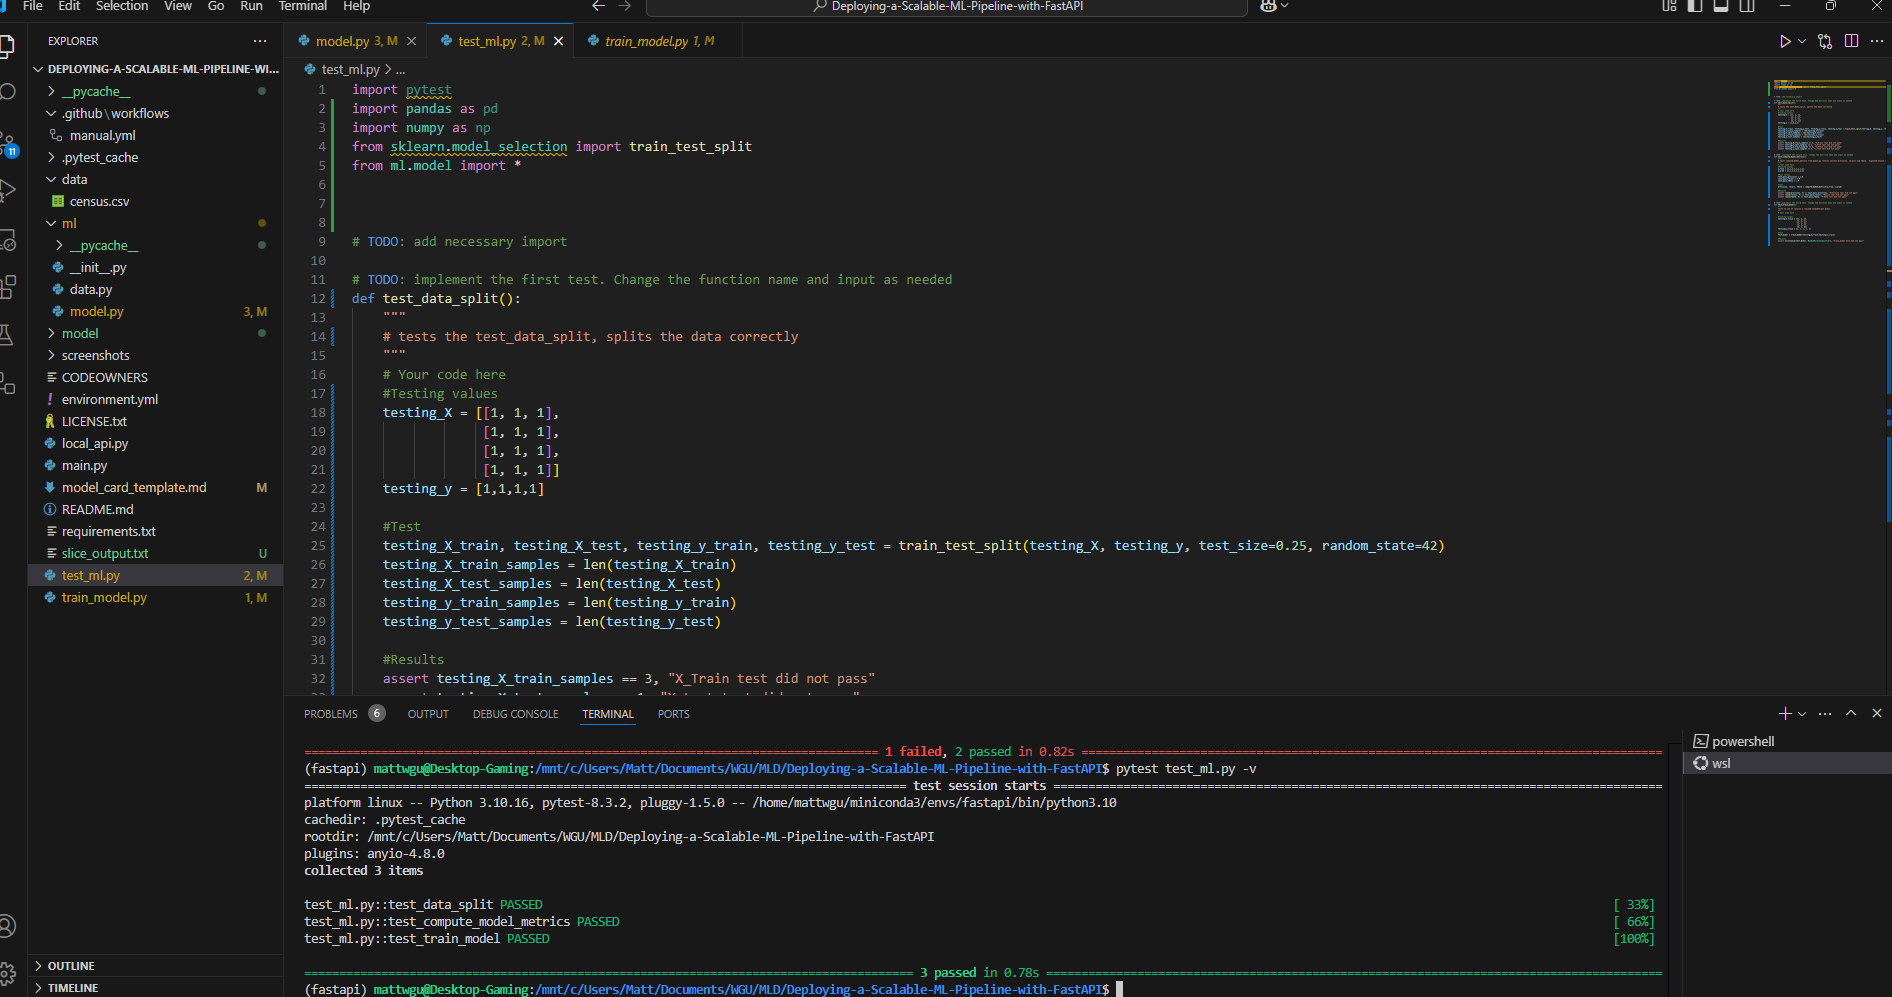 File Edit Selection View Go Run Terminal Help
Deploying-a-Scalable-ML-Pipeline-with-FastAPI
EXPLORER
DEPLOYING-A-SCALABLE-ML-PIPELINE-WI...
__pycache__
.github\workflows
manual.yml
.pytest_cache
data
census.csv
ml
__pycache__
__init__.py
data.py
model.py 3, M
model
screenshots
CODEOWNERS
! environment.yml
LICENSE.txt
local_api.py
main.py
model_card_template.md M
README.md
requirements.txt
slice_output.txt U
test_ml.py 2, M
train_model.py 1, M
OUTLINE
TIMELINE
11
model.py 3, M
test_ml.py 2, M
train_model.py 1, M
test_ml.py > ...
1 import pytest
2 import pandas as pd
3 import numpy as np
4 from sklearn.model_selection import train_test_split
5 from ml.model import *
6
7
8
9 # TODO: add necessary import
10
11 # TODO: implement the first test. Change the function name and input as needed
12 def test_data_split():
13 """
14 # tests the test_data_split, splits the data correctly
15 """
16 # Your code here
17 #Testing values
18 testing_X = [[1, 1, 1],
19 [1, 1, 1],
20 [1, 1, 1],
21 [1, 1, 1]]
22 testing_y = [1,1,1,1]
23
24 #Test
25 testing_X_train, testing_X_test, testing_y_train, testing_y_test = train_test_split(testing_X, testing_y, test_size=0.25, random_state=42)
26 testing_X_train_samples = len(testing_X_train)
27 testing_X_test_samples = len(testing_X_test)
28 testing_y_train_samples = len(testing_y_train)
29 testing_y_test_samples = len(testing_y_test)
30
31 #Results
32 assert testing_X_train_samples == 3, "X_Train test did not pass"
PROBLEMS 6 OUTPUT DEBUG CONSOLE TERMINAL PORTS
powershell
wsl
1 failed, 2 passed in 0.82s
(fastapi) mattwgu@Desktop-Gaming:/mnt/c/Users/Matt/Documents/WGU/MLD/Deploying-a-Scalable-ML-Pipeline-with-FastAPI$ pytest test_ml.py -v
test session starts
platform linux -- Python 3.10.16, pytest-8.3.2, pluggy-1.5.0 -- /home/mattwgu/miniconda3/envs/fastapi/bin/python3.10
cachedir: .pytest_cache
rootdir: /mnt/c/Users/Matt/Documents/WGU/MLD/Deploying-a-Scalable-ML-Pipeline-with-FastAPI
plugins: anyio-4.8.0
collected 3 items
test_ml.py::test_data_split PASSED [ 33%]
test_ml.py::test_compute_model_metrics PASSED [ 66%]
test_ml.py::test_train_model PASSED [100%]
3 passed in 0.78s
(fastapi) mattwgu@Desktop-Gaming:/mnt/c/Users/Matt/Documents/WGU/MLD/Deploying-a-Scalable-ML-Pipeline-with-FastAPI$